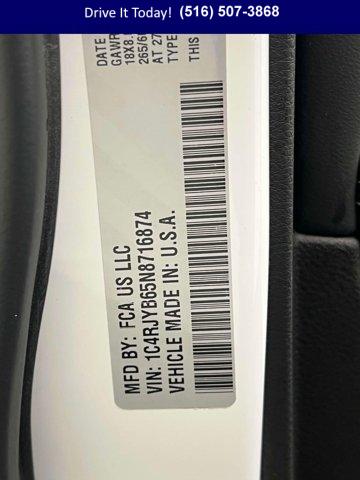 Drive It Today! (516) 507-3868
MFD BY: FCA US LLC
VIN: 1C4RJYB65N8716874
VEHICLE MADE IN: U.S.A.
DATE
GAWR
18X8.
265/6
AT 27
TYPE
THIS